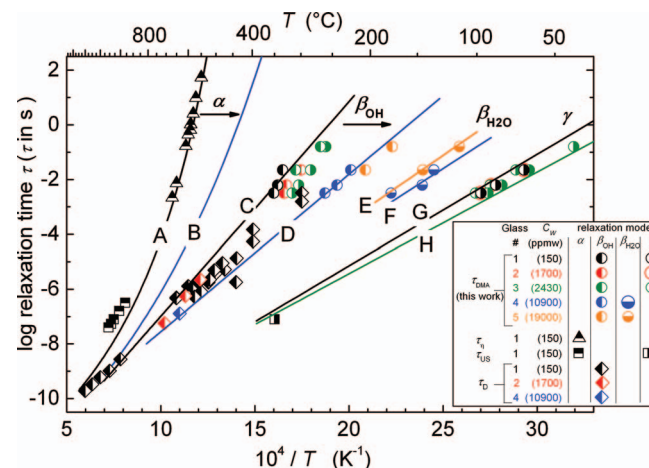 T (°C)
800 400 200 100 50
2
0
-2
-4
-6
-8
-10
log relaxation time τ (τ in s)
α
β_OH
β_H2O
γ
A
B
C
D
E
F
G
H
Glass C_W relaxation mode
# (ppmw) α β_OH β_H2O
1 (150)
2 (1700)
τ_DMA 3 (2430)
(this work) 4 (10900)
5 (19000)
τ_η 1 (150)
τ_US 1 (150)
1 (150)
τ_D 2 (1700)
4 (10900)
5 10 15 20 25 30
10^4 / T (K^-1)